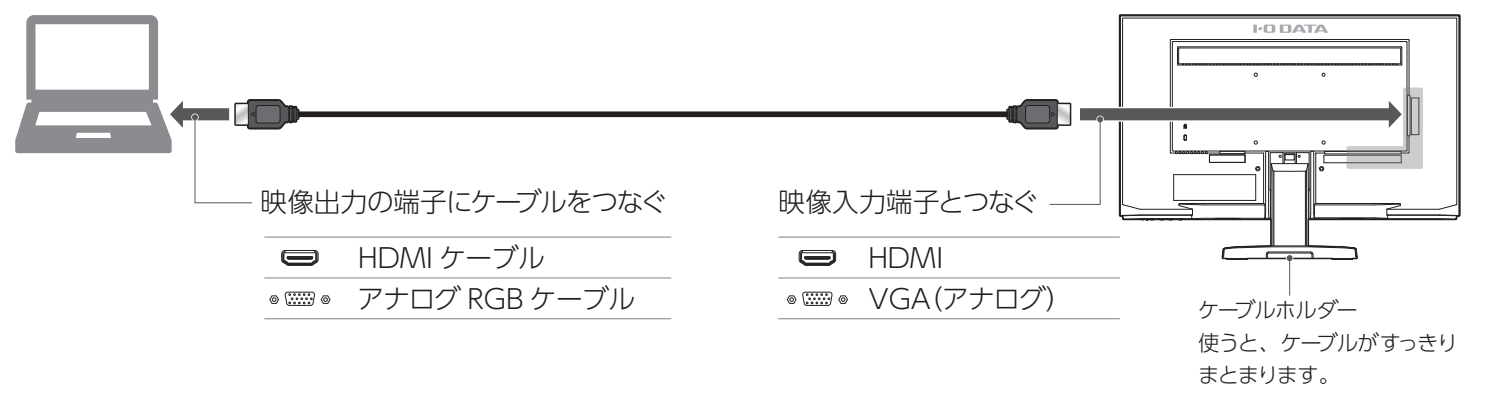 I-O DATA
映像出力の端子にケーブルをつなぐ
HDMI ケーブル
アナログ RGB ケーブル
映像入力端子とつなぐ
HDMI
VGA(アナログ)
ケーブルホルダー
使うと、ケーブルがすっきり
まとまります。